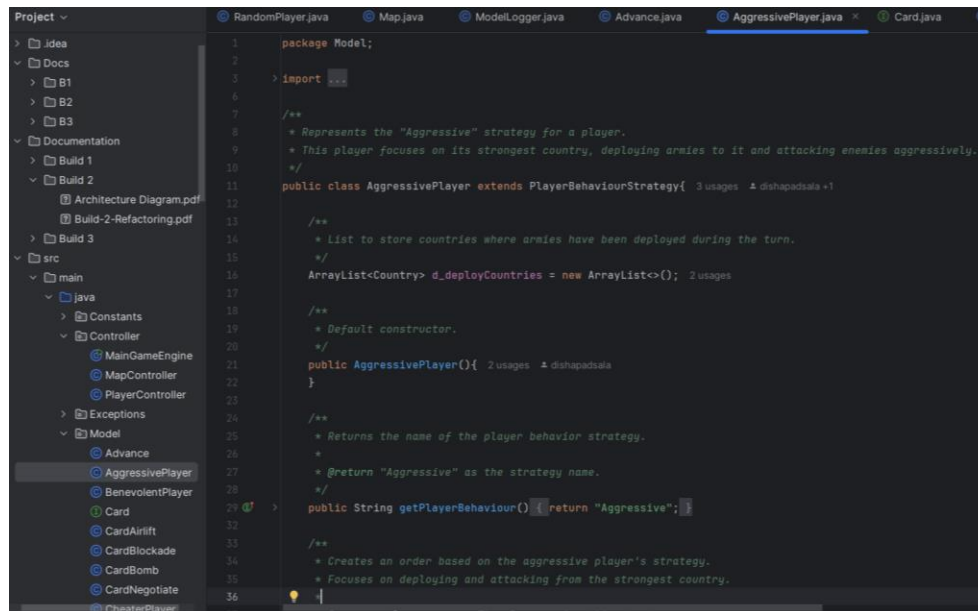 Project
RandomPlayer.java
Map.java
ModelLogger.java
Advance.java
AggressivePlayer.java
Card.java
.idea
Docs
B1
B2
B3
Documentation
Build 1
Build 2
Architecture Diagram.pdf
Build-2-Refactoring.pdf
Build 3
src
main
java
Constants
Controller
MainGameEngine
MapController
PlayerController
Exceptions
Model
Advance
AggressivePlayer
BenevolentPlayer
Card
CardAirlift
CardBlockade
CardBomb
CardNegotiate
CheaterPlayer
1 package Model;
2
3 import ...
6
7 /**
8 * Represents the "Aggressive" strategy for a player.
9 * This player focuses on its strongest country, deploying armies to it and attacking enemies aggressively.
10 */
11 public class AggressivePlayer extends PlayerBehaviourStrategy{ 3 usages dishapadsala +1
12
13 /**
14 * List to store countries where armies have been deployed during the turn.
15 */
16 ArrayList<Country> d_deployCountries = new ArrayList<>(); 2 usages
17
18 /**
19 * Default constructor.
20 */
21 public AggressivePlayer(){ 2 usages dishapadsala
22 }
23
24 /**
25 * Returns the name of the player behavior strategy.
26 *
27 * @return "Aggressive" as the strategy name.
28 */
29 public String getPlayerBehaviour() { return "Aggressive"; }
32
33 /**
34 * Creates an order based on the aggressive player's strategy.
35 * Focuses on deploying and attacking from the strongest country.
36 *